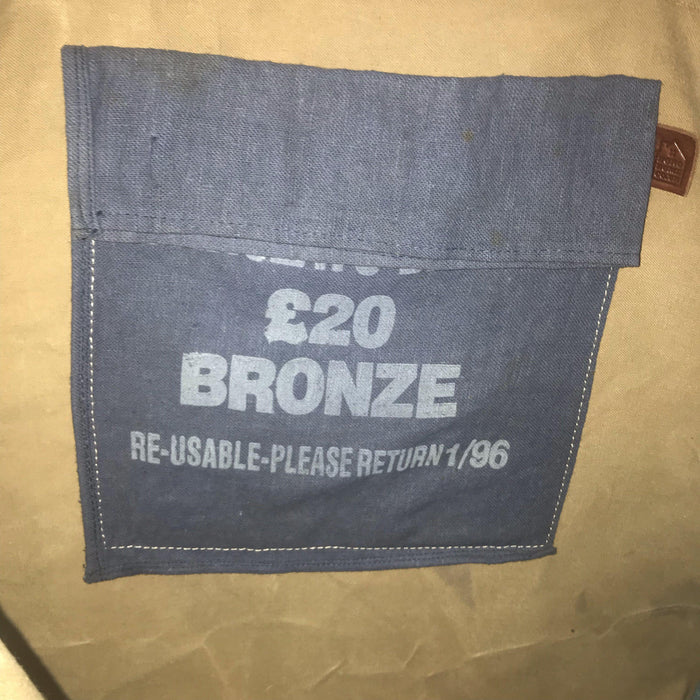 £20
BRONZE
RE-USABLE-PLEASE RETURN 1/96